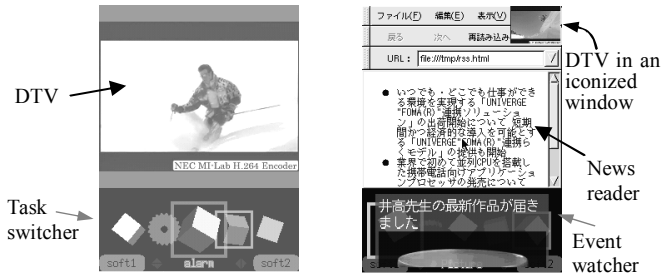 DTV
NEC MI-Lab H.264 Encoder
Task
switcher
soft1
alarm
soft2
ファイル(F) 編集(E) 表示(V)
戻る 次へ 再読み込み
URL : file:///tmp/rss.html
● いつでも・どこでも仕事ができ
る環境を実現する「UNIVERGE
"FOMA(R)"連携ソリューショ
ン」の出荷開始について 短期
間かつ経済的な導入を可能とす
る「UNIVERGE"FOMA(R)"連携ら
くモデル」の提供も開始
● 業界で初めて並列CPUを搭載し
た携帯電話向けアプリケーショ
ンプロセッサの発売について
井高先生の最新作品が届き
ました
DTV in an
iconized
window
News
reader
Event
watcher